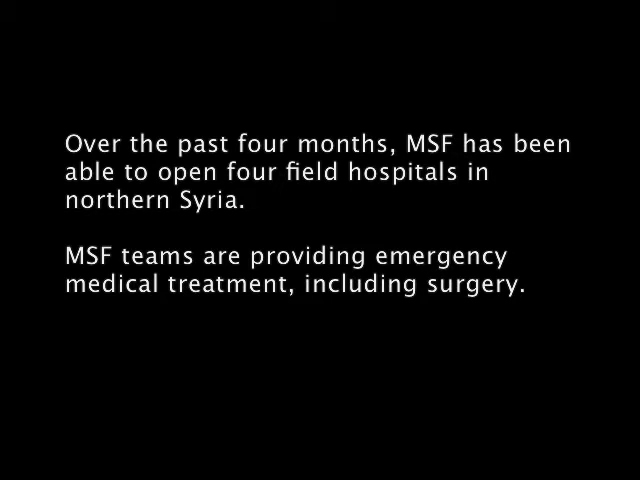 Over the past four months, MSF has been
able to open four field hospitals in
northern Syria.
MSF teams are providing emergency
medical treatment, including surgery.